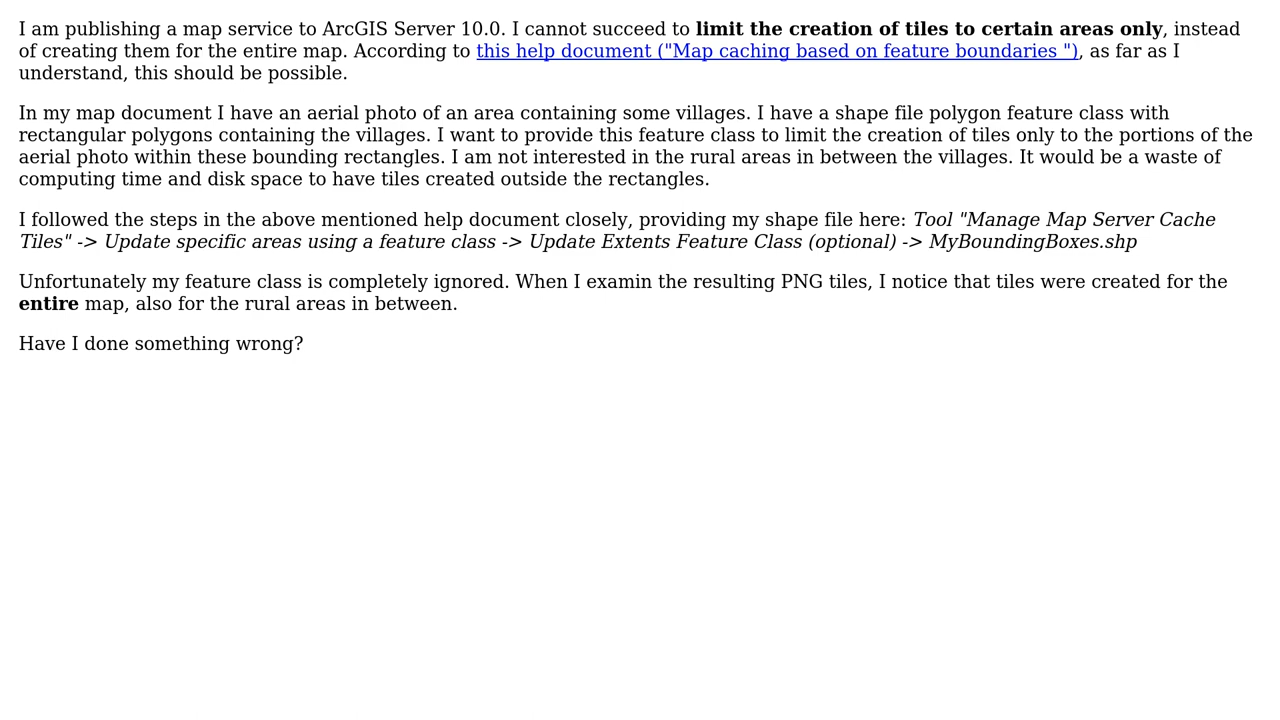 I am publishing a map service to ArcGIS Server 10.0. I cannot succeed to limit the creation of tiles to certain areas only, instead
of creating them for the entire map. According to this help document ("Map caching based on feature boundaries "), as far as I
understand, this should be possible.
In my map document I have an aerial photo of an area containing some villages. I have a shape file polygon feature class with
rectangular polygons containing the villages. I want to provide this feature class to limit the creation of tiles only to the portions of the
aerial photo within these bounding rectangles. I am not interested in the rural areas in between the villages. It would be a waste of
computing time and disk space to have tiles created outside the rectangles.
I followed the steps in the above mentioned help document closely, providing my shape file here: Tool "Manage Map Server Cache
Tiles" -> Update specific areas using a feature class -> Update Extents Feature Class (optional) -> MyBoundingBoxes.shp
Unfortunately my feature class is completely ignored. When I examine the resulting PNG tiles, I notice that tiles were created for the
entire map, also for the rural areas in between.
Have I done something wrong?